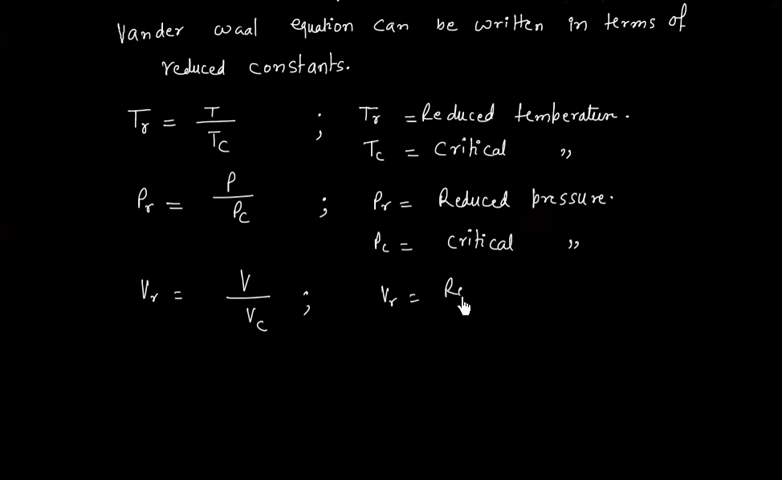 Vander waal equation can be written in terms of
reduced constants.
Tr = T / TC ; Tr = Reduced temperature.
Tc = Critical ,,
Pr = P / PC ; Pr = Reduced pressure.
Pc = critical ,,
Vr = V / VC ; Vr = Re